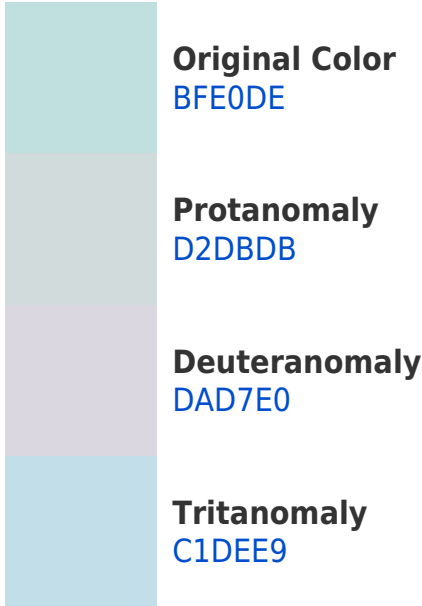 Original Color
BFE0DE
Protanomaly
D2DBDB
Deuteranomaly
DAD7E0
Tritanomaly
C1DEE9